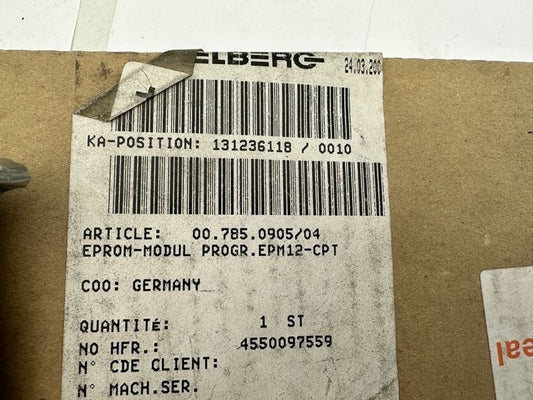 ELBERG
24.03.200
KA-POSITION: 131236118 / 0010
ARTICLE: 00.785.0905/04
EPROM-MODUL PROGR.EPM12-CPT
COO: GERMANY
QUANTITÉ: 1 ST
NO HFR.: 4550097559
N° CDE CLIENT:
N° MACH.SER.
eal